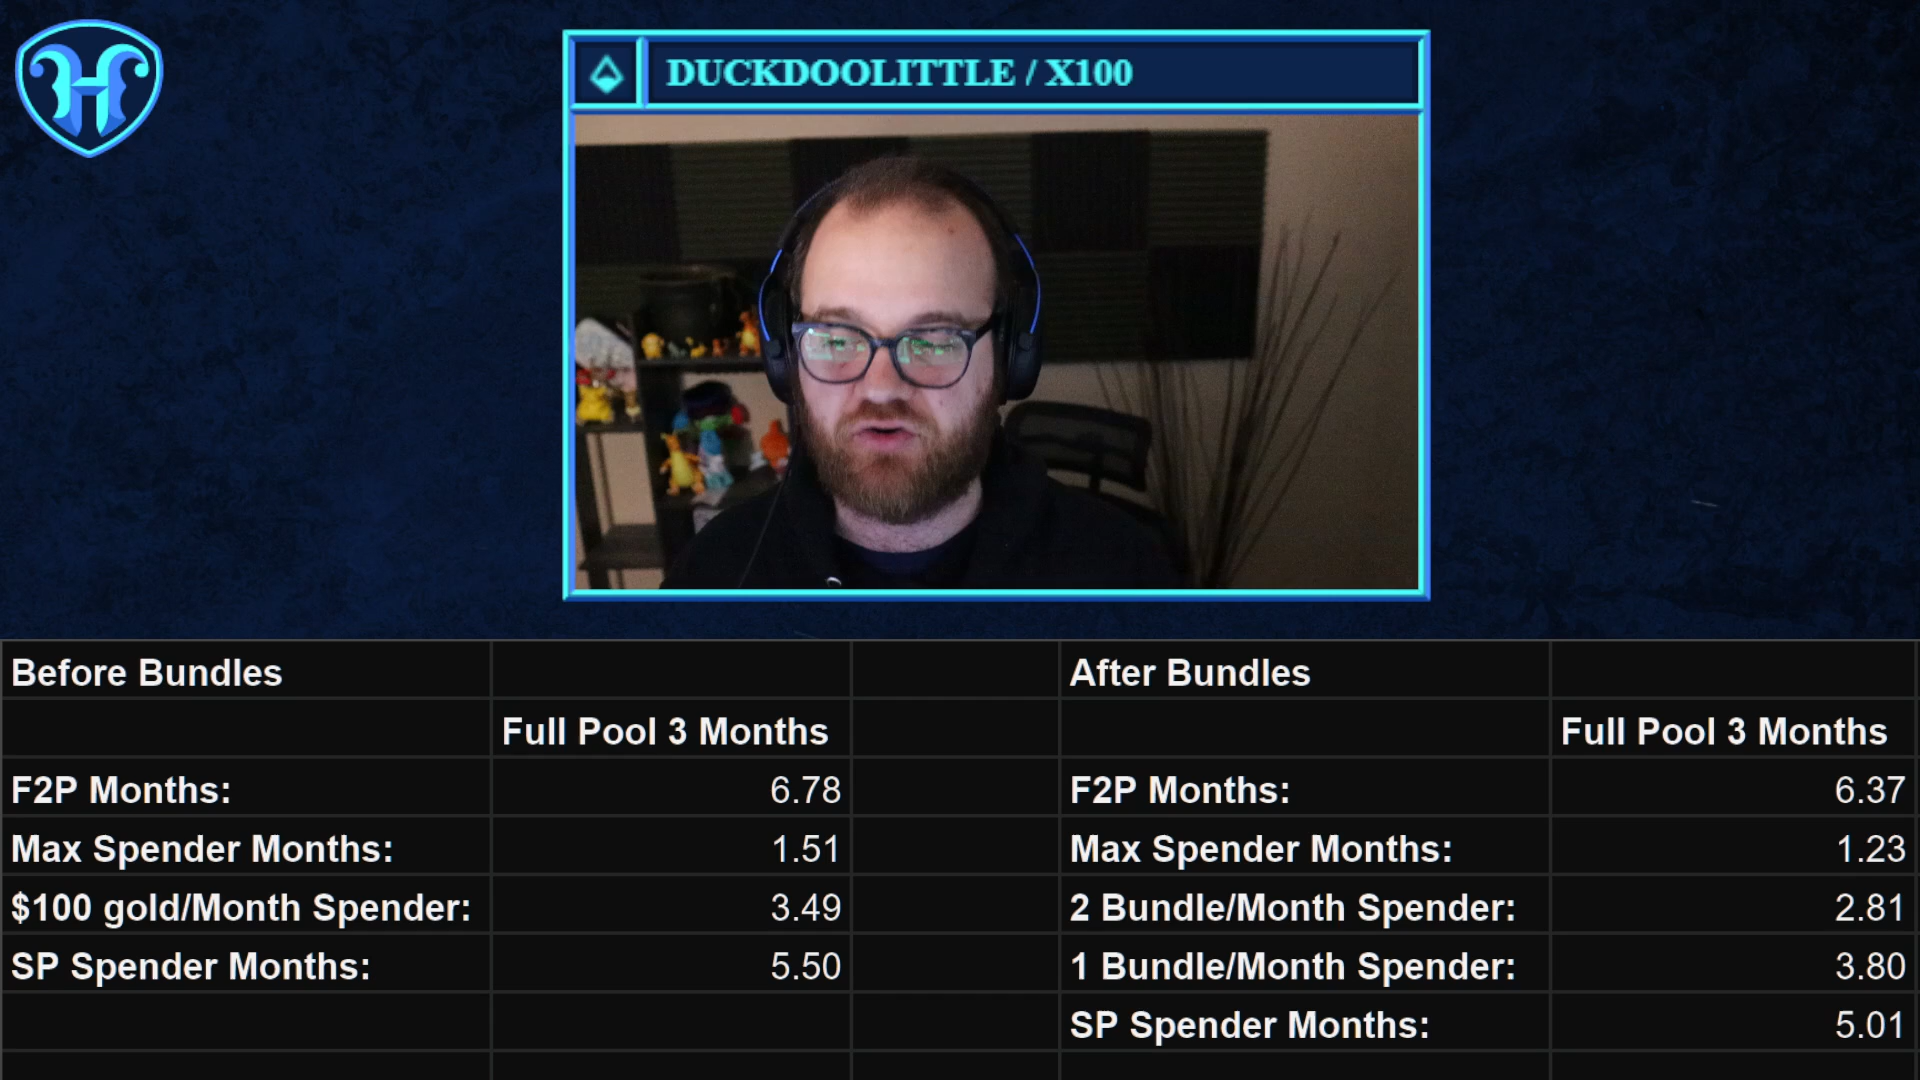 DUCKDOOLITTLE / X100
Before Bundles
After Bundles
Full Pool 3 Months
Full Pool 3 Months
F2P Months: 6.78
F2P Months: 6.37
Max Spender Months: 1.51
Max Spender Months: 1.23
$100 gold/Month Spender: 3.49
2 Bundle/Month Spender: 2.81
SP Spender Months: 5.50
1 Bundle/Month Spender: 3.80
SP Spender Months: 5.01